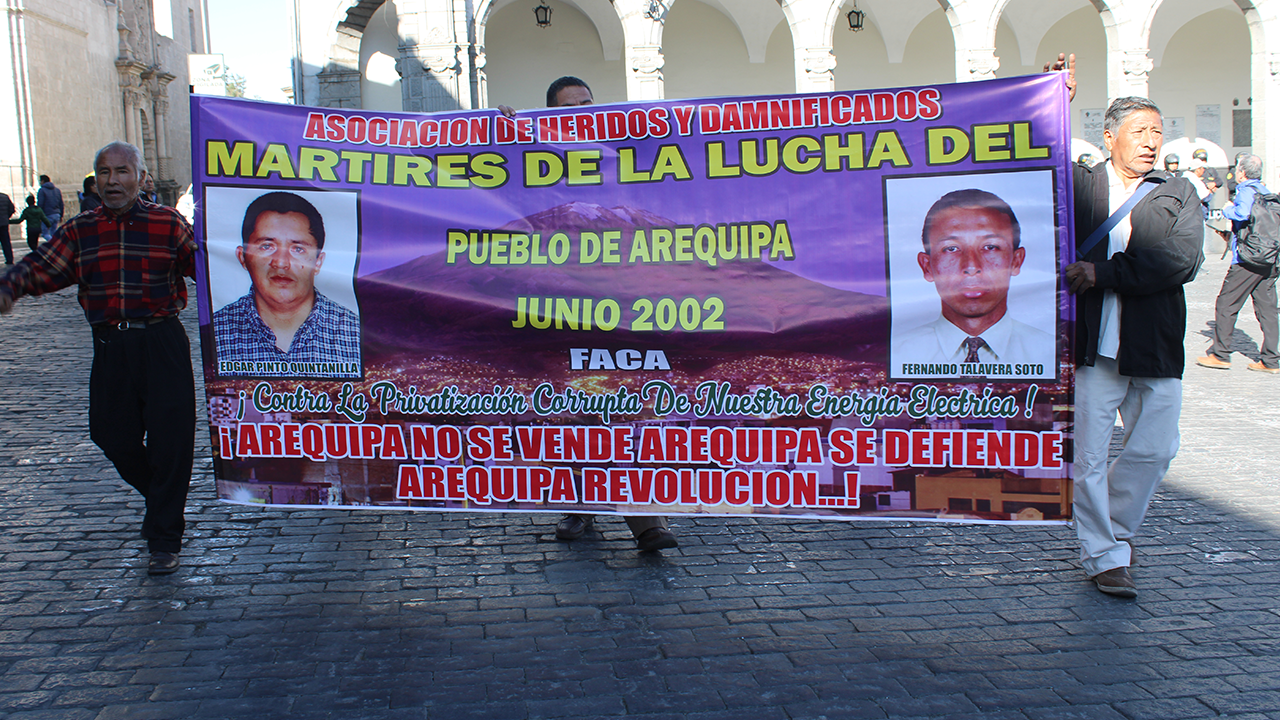 ASOCIACION DE HERIDOS Y DAMNIFICADOS
MARTIRES DE LA LUCHA DEL
PUEBLO DE AREQUIPA
JUNIO 2002
FACA
EDGAR PINTO QUINTANILLA
FERNANDO TALAVERA SOTO
¡ Contra La Privatización Corrupta De Nuestra Energia Electrica !
¡AREQUIPA NO SE VENDE AREQUIPA SE DEFIENDE
AREQUIPA REVOLUCION...!